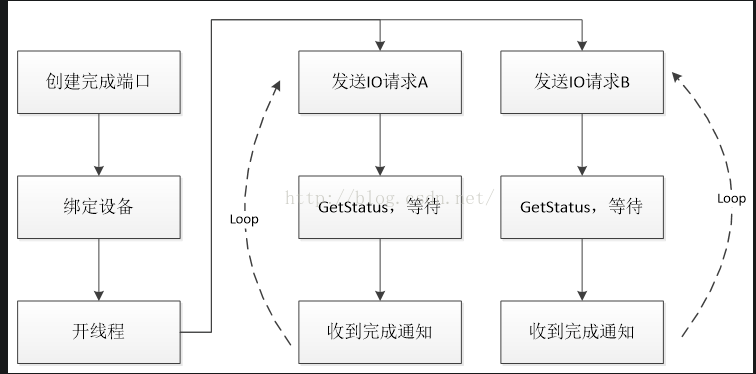 创建完成端口
发送IO请求A
发送IO请求B
绑定设备
http://blog.csdn.net/
GetStatus，等待
GetStatus，等待
Loop
Loop
开线程
收到完成通知
收到完成通知